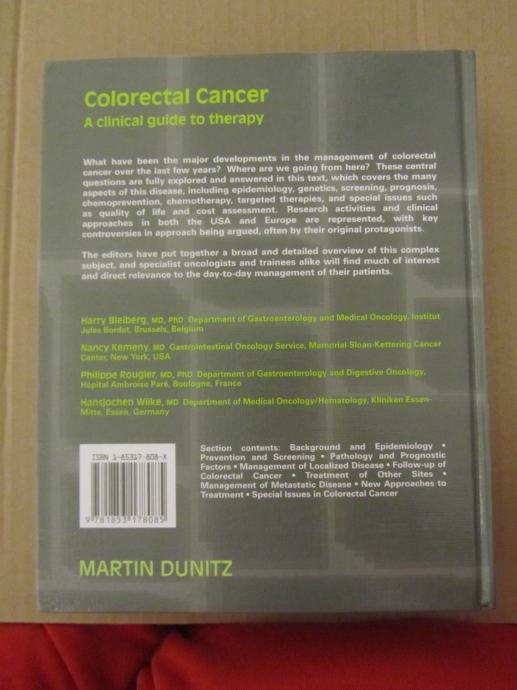 Colorectal Cancer
A clinical guide to therapy
What have been the major developments in the management of colorectal
cancer over the last few years? Where are we going from here? These central
questions are fully explored and answered in this text, which covers the many
aspects of this disease, including epidemiology, genetics, screening, prognosis,
chemoprevention, chemotherapy, targeted therapies, and special issues such
as quality of life and cost assessment. Research activities and clinical
approaches in both the USA and Europe are represented, with key
controversies in approach being argued, often by their original protagonists.
The editors have put together a broad and detailed overview of this complex
subject, and specialist oncologists and trainees alike will find much of interest
and direct relevance to the day-to-day management of their patients.
Harry Bleiberg, MD, PhD Department of Gastroenterology and Medical Oncology, Institut
Jules Bordet, Brussels, Belgium
Nancy Kemeny, MD Gastrointestinal Oncology Service, Memorial Sloan-Kettering Cancer
Center, New York, USA
Philippe Rougier, MD, PhD Department of Gastroenterology and Digestive Oncology,
Hôpital Ambroise Paré, Boulogne, France
Hansjochen Wilke, MD Department of Medical Oncology/Hematology, Kliniken Essen-
Mitte, Essen, Germany
ISBN 1-85317-808-X
9 781853 178085
Section contents: Background and Epidemiology •
Prevention and Screening • Pathology and Prognostic
Factors • Management of Localized Disease • Follow-up of
Colorectal Cancer • Treatment of Other Sites •
Management of Metastatic Disease • New Approaches to
Treatment • Special Issues in Colorectal Cancer
MARTIN DUNITZ